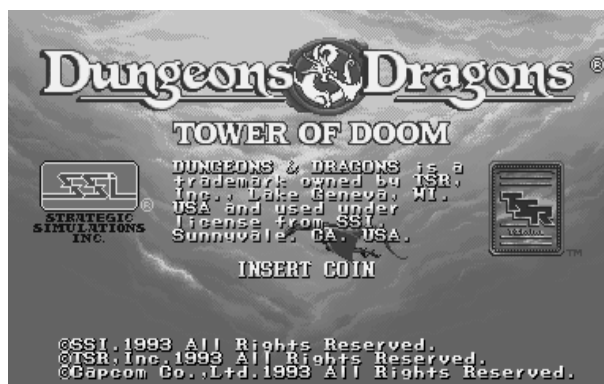 Dungeons & Dragons ®
TOWER OF DOOM
SSI ®
STRATEGIC
SIMULATIONS
INC.
DUNGEONS & DRAGONS is a
trademark owned by TSR,
Inc., Lake Geneva, WI.
USA and used under
license from SSI,
Sunnyvale. CA. USA.
TSR
TM
INSERT COIN
©SSI.1993 All Rights Reserved.
©TSR,Inc.1993 All Rights Reserved.
©Capcom Co.,Ltd.1993 All Rights Reserved.